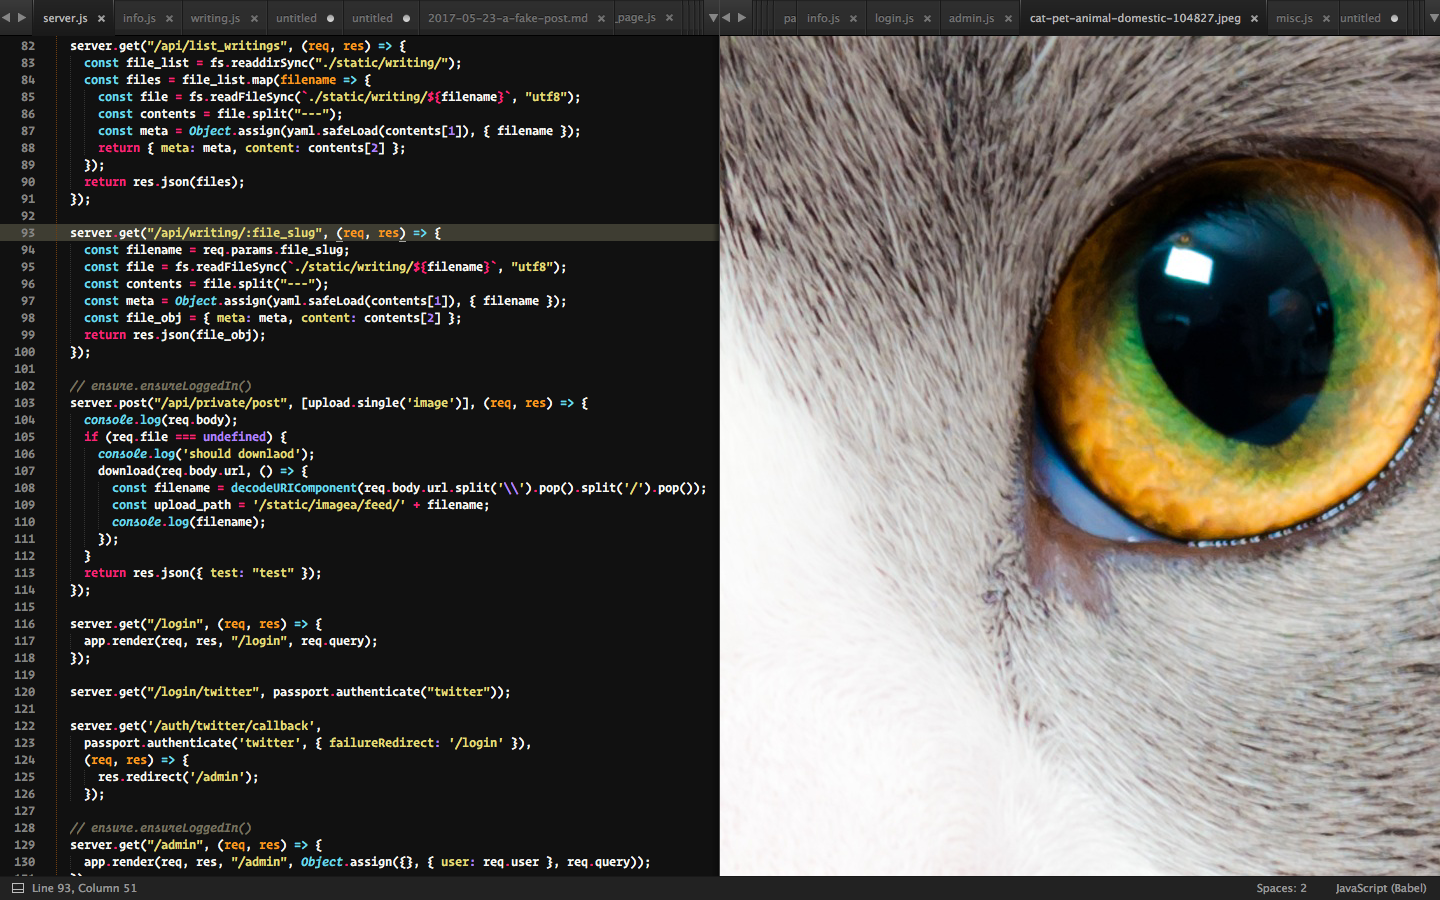 server.js × info.js × writing.js × untitled untitled 2017-05-23-a-fake-post.md × _page.js ×
pa info.js × login.js × admin.js × cat-pet-animal-domestic-104827.jpeg × misc.js × untitled
82 server.get("/api/list_writings", (req, res) => {
83 const file_list = fs.readdirSync("./static/writing/");
84 const files = file_list.map(filename => {
85 const file = fs.readFileSync(`./static/writing/${filename}`, "utf8");
86 const contents = file.split("---");
87 const meta = Object.assign(yaml.safeLoad(contents[1]), { filename });
88 return { meta: meta, content: contents[2] };
89 });
90 return res.json(files);
91 });
92
93 server.get("/api/writing/:file_slug", (req, res) => {
94 const filename = req.params.file_slug;
95 const file = fs.readFileSync(`./static/writing/${filename}`, "utf8");
96 const contents = file.split("---");
97 const meta = Object.assign(yaml.safeLoad(contents[1]), { filename });
98 const file_obj = { meta: meta, content: contents[2] };
99 return res.json(file_obj);
100 });
101
102 // ensure.ensureLoggedIn()
103 server.post("/api/private/post", [upload.single('image')], (req, res) => {
104 console.log(req.body);
105 if (req.file === undefined) {
106 console.log('should downlaod');
107 download(req.body.url, () => {
108 const filename = decodeURIComponent(req.body.url.split('\\').pop().split('/').pop());
109 const upload_path = '/static/imagea/feed/' + filename;
110 console.log(filename);
111 });
112 }
113 return res.json({ test: "test" });
114 });
115
116 server.get("/login", (req, res) => {
117 app.render(req, res, "/login", req.query);
118 });
119
120 server.get("/login/twitter", passport.authenticate("twitter"));
121
122 server.get('/auth/twitter/callback',
123 passport.authenticate('twitter', { failureRedirect: '/login' }),
124 (req, res) => {
125 res.redirect('/admin');
126 });
127
128 // ensure.ensureLoggedIn()
129 server.get("/admin", (req, res) => {
130 app.render(req, res, "/admin", Object.assign({}, { user: req.user }, req.query));
Line 93, Column 51
Spaces: 2 JavaScript (Babel)